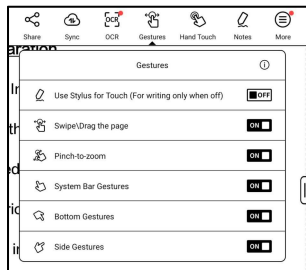 Share Sync OCR Gestures Hand Touch Notes More
aration
Gestures
Use Stylus for Touch (For writing only when off) OFF
Swipe\Drag the page ON
Pinch-to-zoom ON
System Bar Gestures ON
Bottom Gestures ON
Side Gestures ON